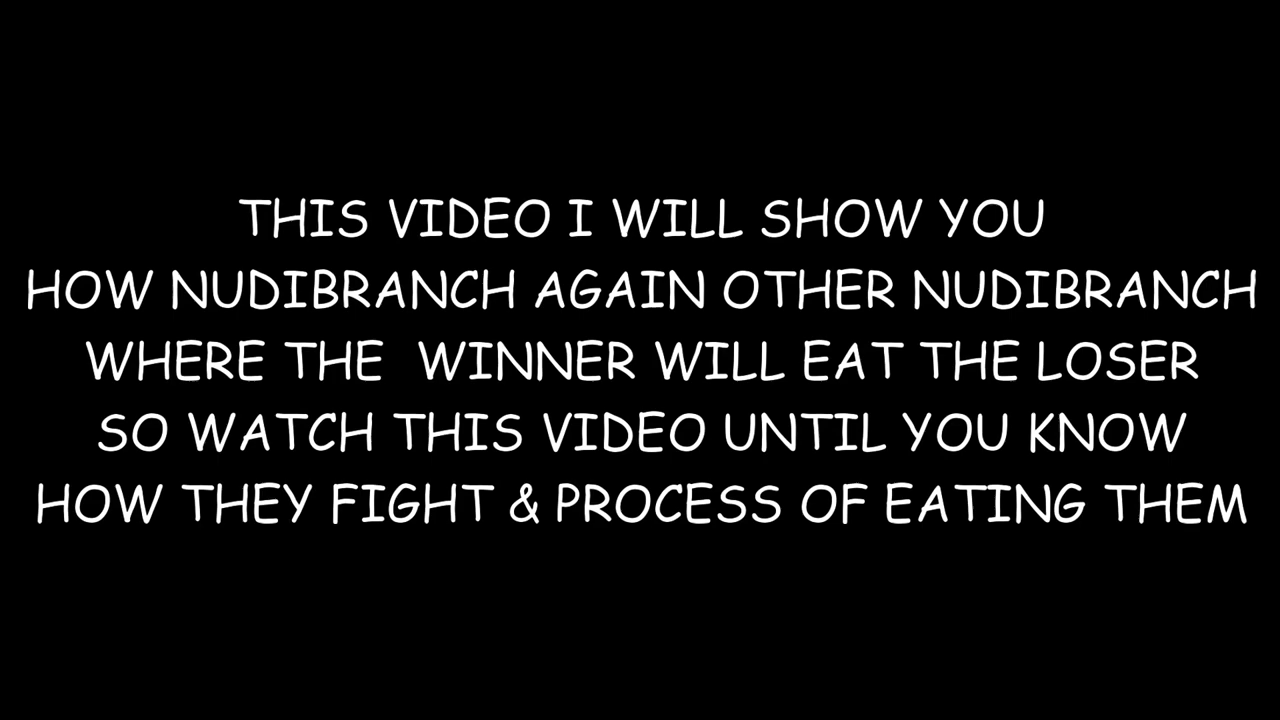 THIS VIDEO I WILL SHOW YOU
HOW NUDIBRANCH AGAIN OTHER NUDIBRANCH
WHERE THE  WINNER WILL EAT THE LOSER
SO WATCH THIS VIDEO UNTIL YOU KNOW
HOW THEY FIGHT & PROCESS OF EATING THEM